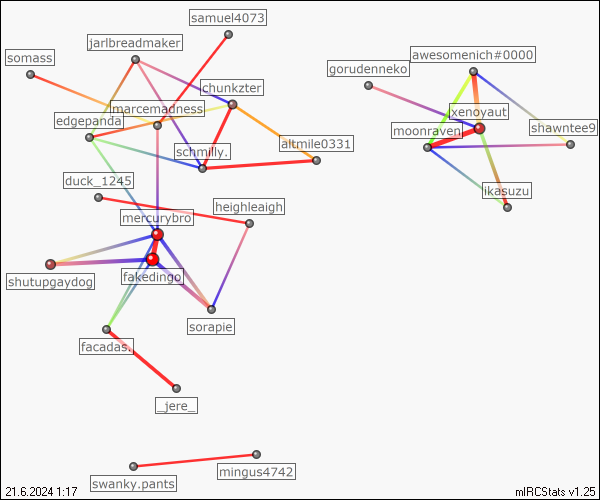 samuel4073
jarlbreadmaker
somass
awesomenich#0000
gorudenneko
chunkzter
marcemadness
xenoyaut
edgepanda
moonraven
shawntee9
altmile0331
schmilly.
duck_1245
likasuzu
heighleaigh
mercurybro
shutupgaydog
fakedingo
sorapie
facadas.
_jere_
mingus4742
swanky.pants
21.6.2024 1:17
mIRCStats v1.25